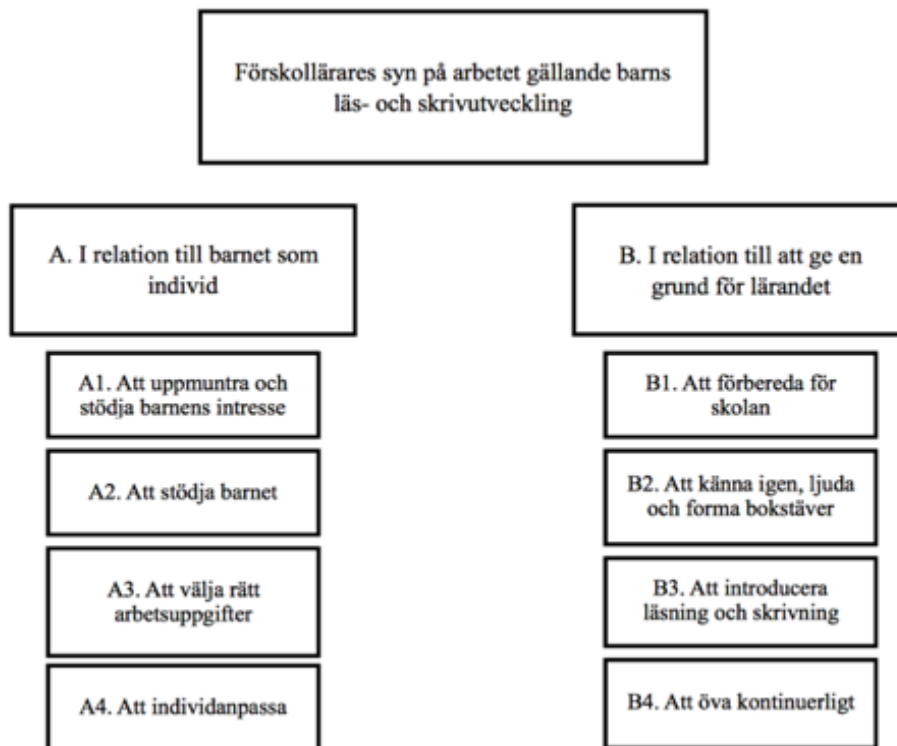 Förskollärares syn på arbetet gällande barns
läs- och skrivutveckling
A. I relation till barnet som
individ
A1. Att uppmuntra och
stödja barnens intresse
A2. Att stödja barnet
A3. Att välja rätt
arbetsuppgifter
A4. Att individanpassa
B. I relation till att ge en
grund för lärandet
B1. Att förbereda för
skolan
B2. Att känna igen, ljuda
och forma bokstäver
B3. Att introducera
läsning och skrivning
B4. Att öva kontinuerligt